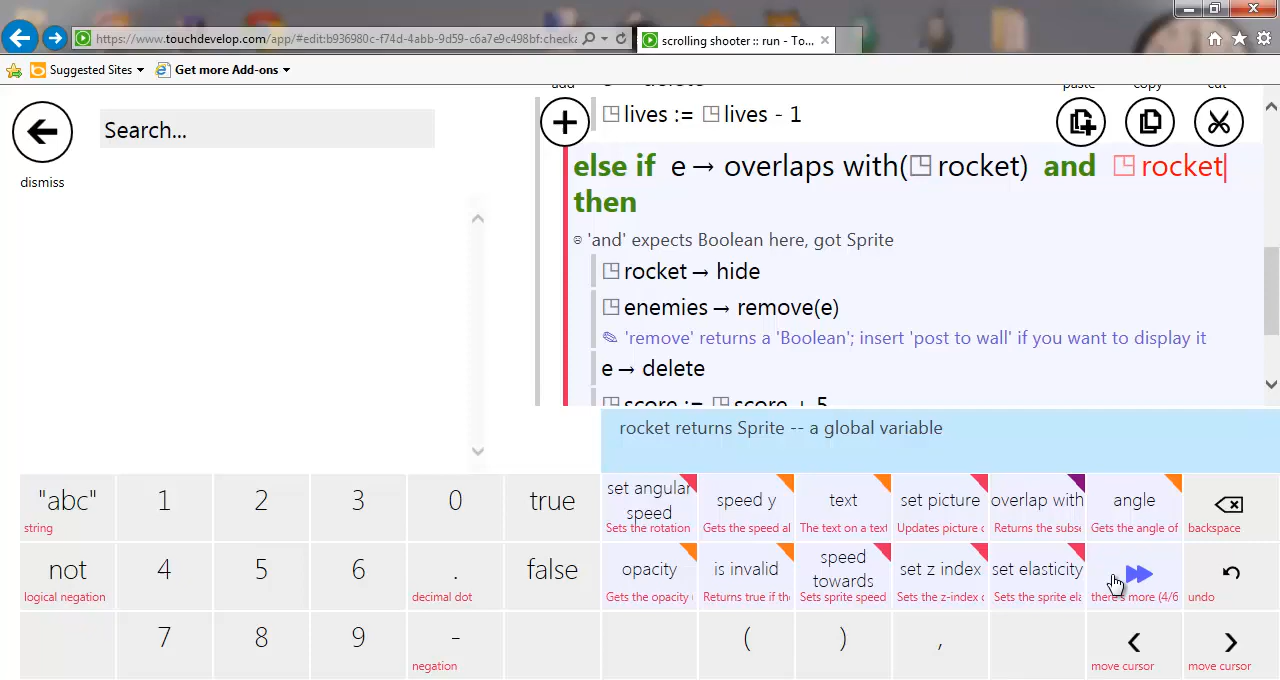 https://www.touchdevelop.com/app/#edit:b936980c-f74d-4abb-9d59-c6a7e9c498bf:checka
scrolling shooter :: run - To...
Suggested Sites
Get more Add-ons
Search...
dismiss
add
paste
copy
cut
e → delete
lives := lives - 1
else if e → overlaps with(rocket) and rocket
then
'and' expects Boolean here, got Sprite
rocket → hide
enemies → remove(e)
'remove' returns a 'Boolean'; insert 'post to wall' if you want to display it
e → delete
score := score + 5
rocket returns Sprite -- a global variable
"abc" 1 2 3 0 true set angular speed speed y text set picture overlap with angle
string Sets the rotation Gets the speed al The text on a text Updates picture Returns the subse Gets the angle of backspace
not 4 5 6 . false opacity is invalid speed towards set z index set elasticity
logical negation decimal dot Gets the opacity Returns true if th Sets sprite speed Sets the z-index Sets the sprite ela there's more (4/6 undo
7 8 9 - ( ) , < >
negation move cursor move cursor